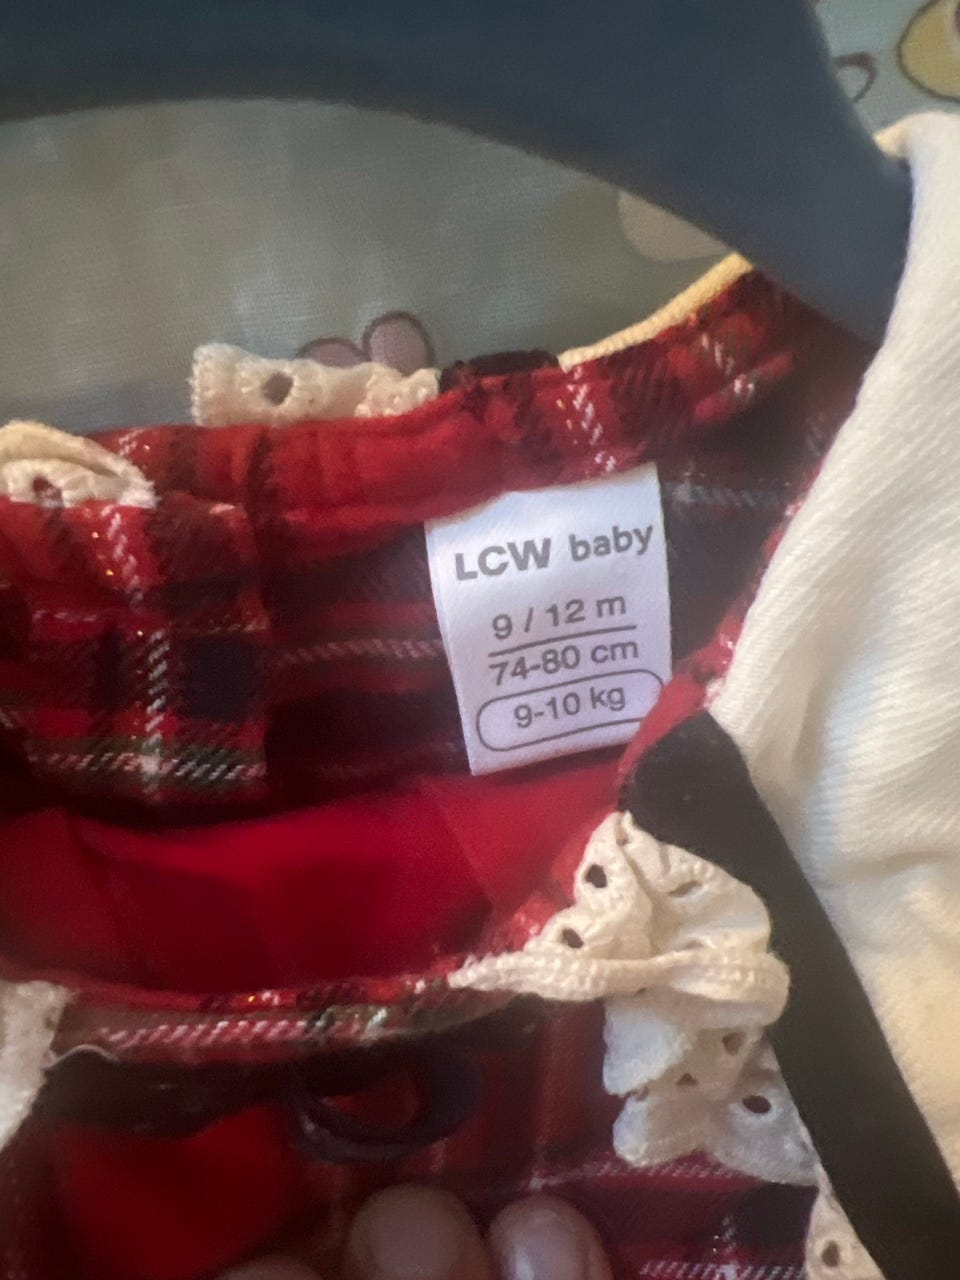 LCW baby
9 / 12 m
74-80 cm
9-10 kg